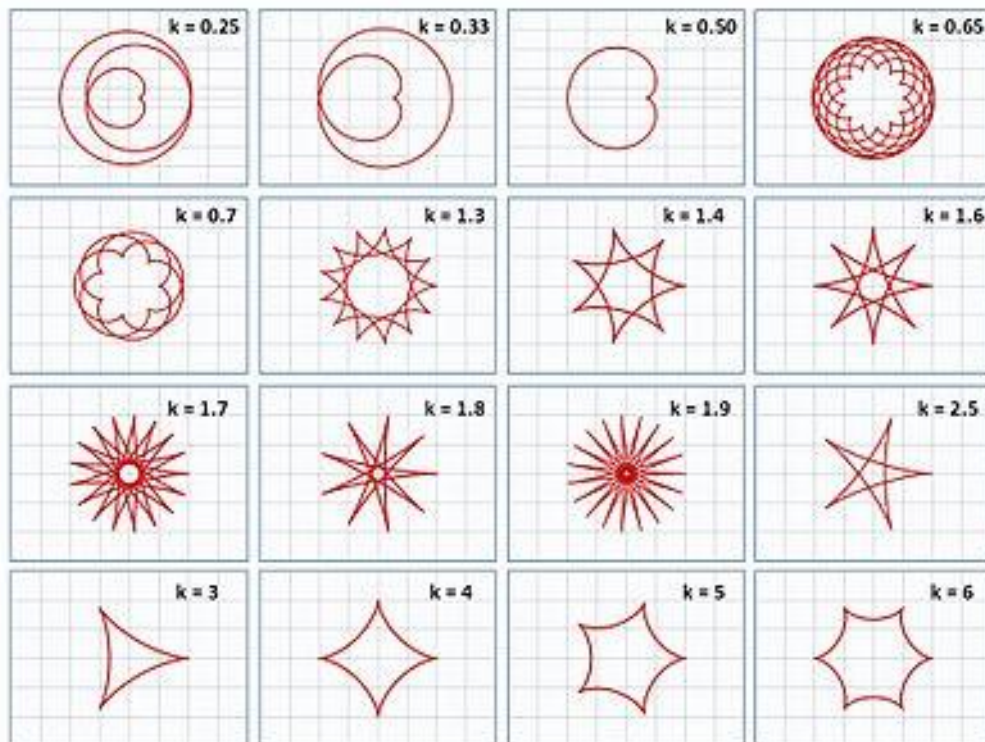 k = 0.25
k = 0.33
k = 0.50
k = 0.65
k = 0.7
k = 1.3
k = 1.4
k = 1.6
k = 1.7
k = 1.8
k = 1.9
k = 2.5
k = 3
k = 4
k = 5
k = 6